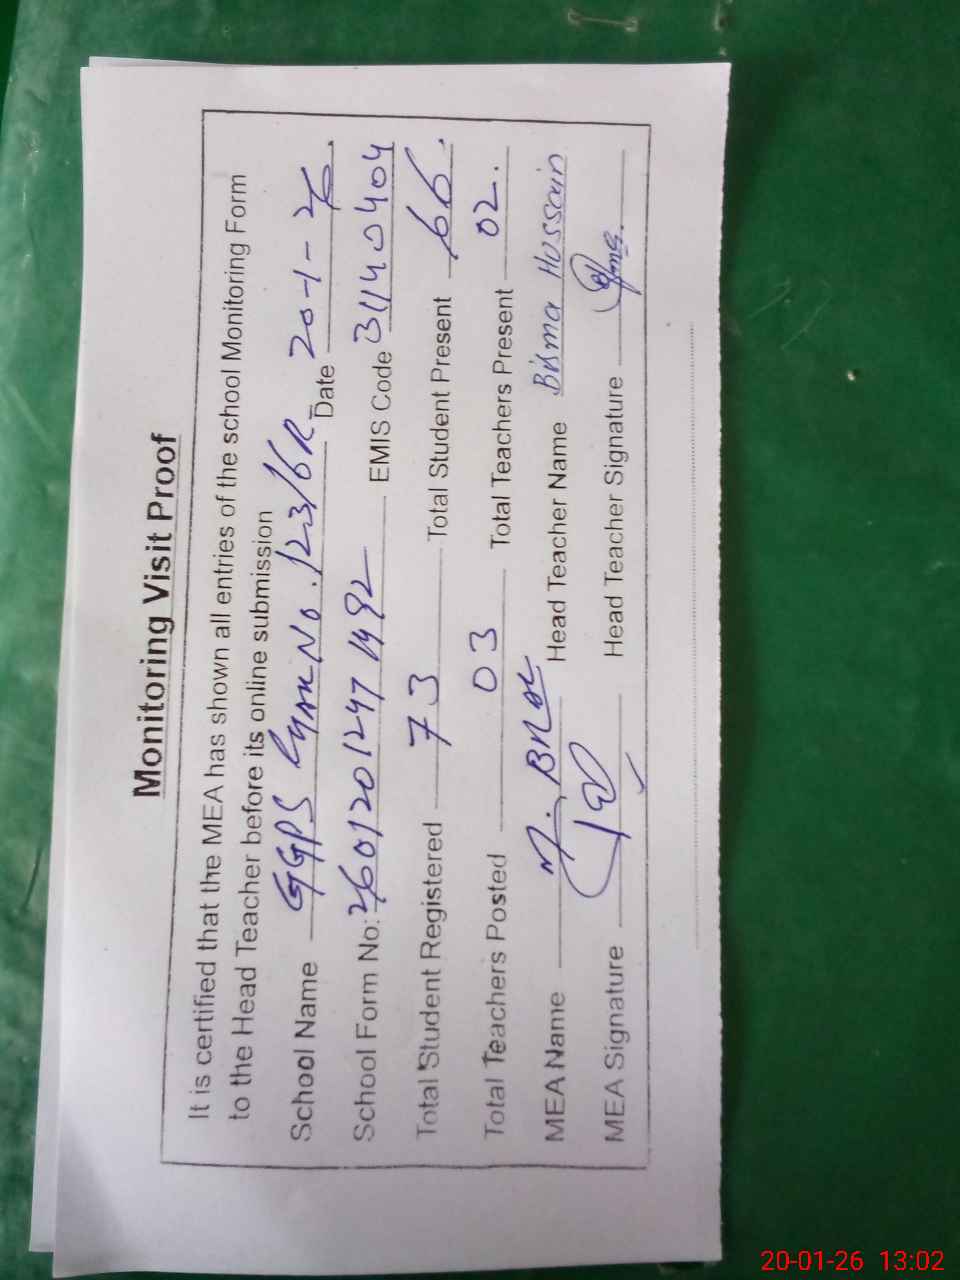 Monitoring Visit Proof
It is certified that the MEA has shown all entries of the school Monitoring Form
to the Head Teacher before its online submission
School Name GGPS No. 123/6R Date 20-1-26
School Form No: 260120124719492 EMIS Code 31140404
Total Student Registered 73 Total Student Present 66.
Total Teachers Posted 03 Total Teachers Present 02.
MEA Name M. Head Teacher Name Bisma Hussain
MEA Signature Head Teacher Signature
20-01-26 13:02